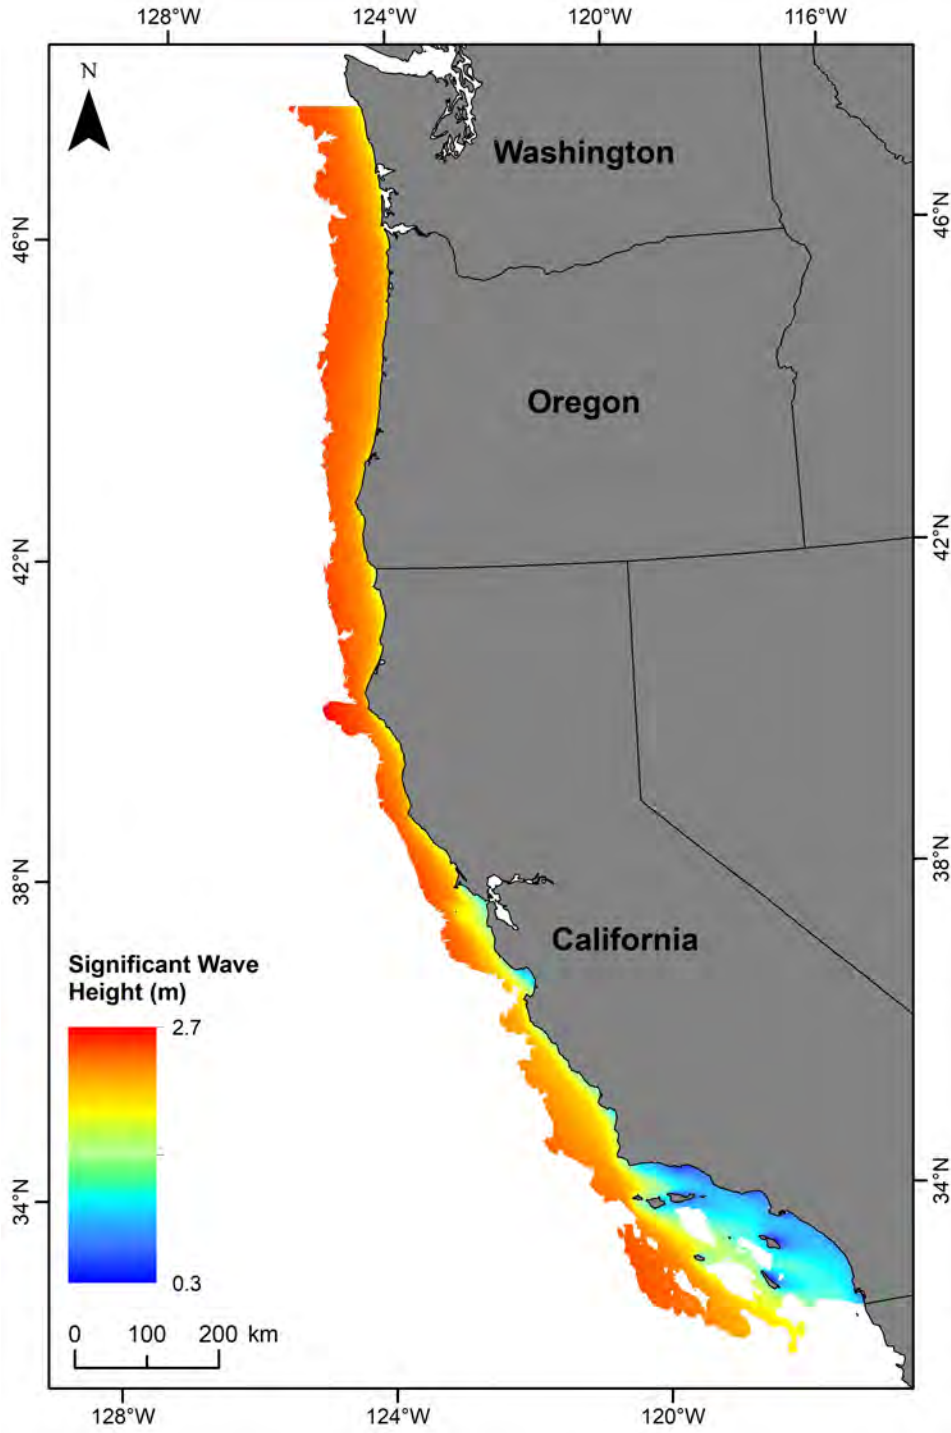 128°W 124°W 120°W 116°W
N
Washington
46°N 46°N
Oregon
42°N 42°N
38°N 38°N
California
Significant Wave
Height (m)
2.7
34°N 34°N
0.3
0 100 200 km
128°W 124°W 120°W